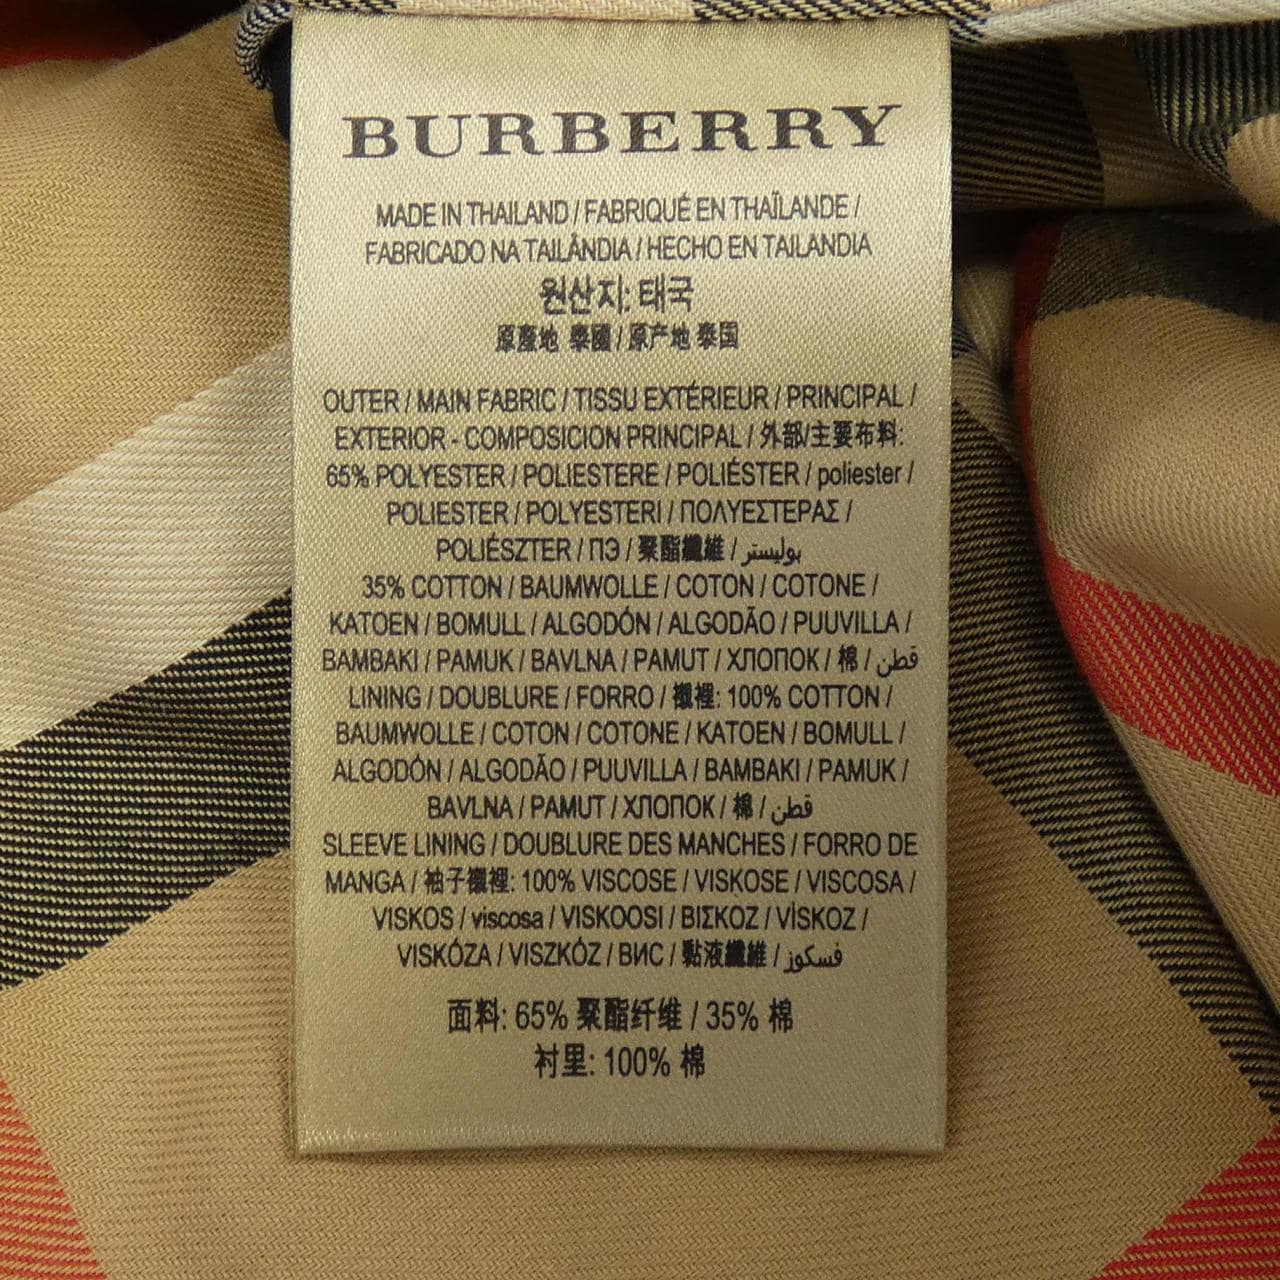 BURBERRY
MADE IN THAILAND / FABRIQUÉ EN THAÏLANDE /
FABRICADO NA TAILÂNDIA / HECHO EN TAILANDIA
원산지: 태국
原產地 泰國 / 原产地 泰国
OUTER / MAIN FABRIC / TISSU EXTÉRIEUR / PRINCIPAL /
EXTERIOR - COMPOSICION PRINCIPAL / 外部/主要布料:
65% POLYESTER / POLIESTERE / POLIÉSTER / poliester /
POLIESTER / POLYESTERI / ΠΟΛΥΕΣΤΕΡΑΣ /
POLIÉSZTER / ПЭ / 聚酯纖維 / بوليستر
35% COTTON / BAUMWOLLE / COTON / COTONE /
KATOEN / BOMULL / ALGODÓN / ALGODÃO / PUUVILLA /
BAMBAKI / PAMUK / BAVLNA / PAMUT / ХЛОПОК / 棉 / قطن
LINING / DOUBLURE / FORRO / 襯裡: 100% COTTON /
BAUMWOLLE / COTON / COTONE / KATOEN / BOMULL /
ALGODÓN / ALGODÃO / PUUVILLA / BAMBAKI / PAMUK /
BAVLNA / PAMUT / ХЛОПОК / 棉 / قطن
SLEEVE LINING / DOUBLURE DES MANCHES / FORRO DE
MANGA / 袖子襯裡: 100% VISCOSE / VISKOSE / VISCOSA /
VISKOS / viscosa / VISKOOSI / ΒΙΣΚΟΖ / VİSKOZ /
VISKÓZA / VISZKÓZ / ВИС / 黏液纖維 / فسكوز
面料: 65% 聚酯纤维 / 35% 棉
衬里: 100% 棉